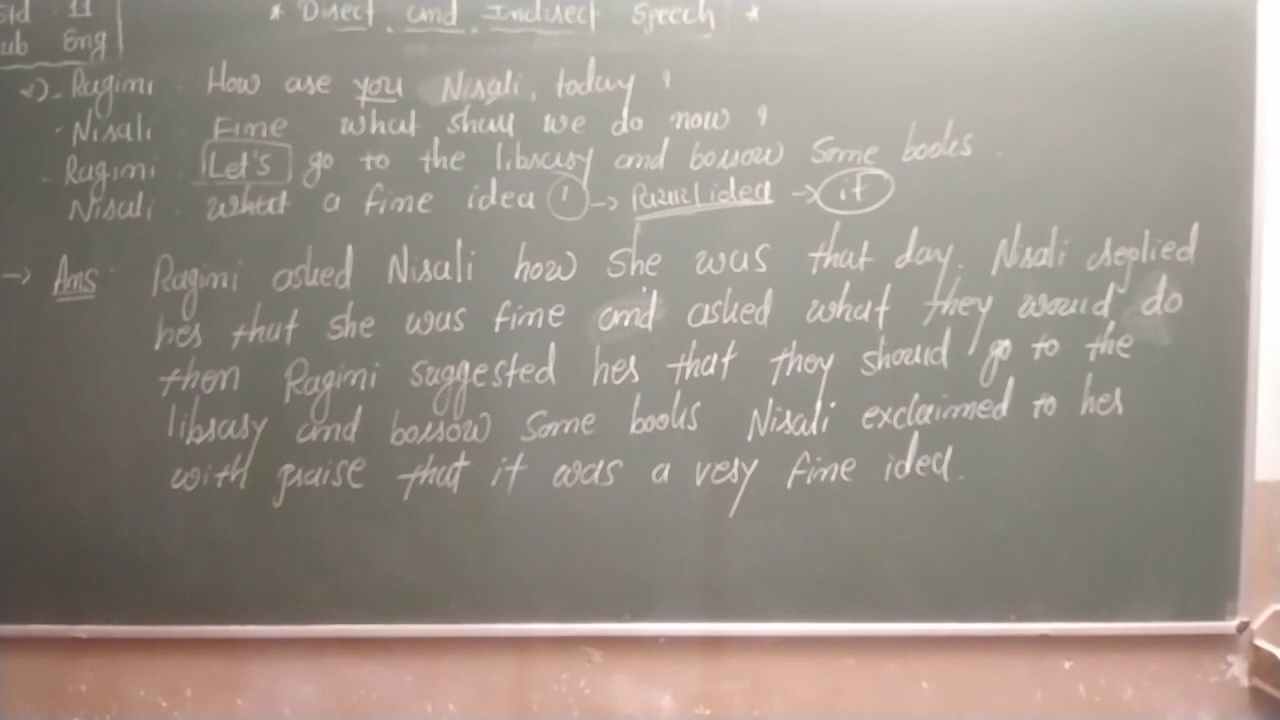 Std 11
* Direct and Indirect Speech *
Sub Eng
Ragini How are you Nisali, today ?
Nisali Fine what shall we do now ?
Ragini Let's go to the library and borrow Some books.
Nisali what a fine idea ! → → it
→ Ans: Ragini asked Nisali how She was that day. Nisali replied
her that She was fine and asked what they would do
then Ragini suggested her that they should go to the
library and borrow Some books Nisali exclaimed to her
with praise that it was a very fine idea.